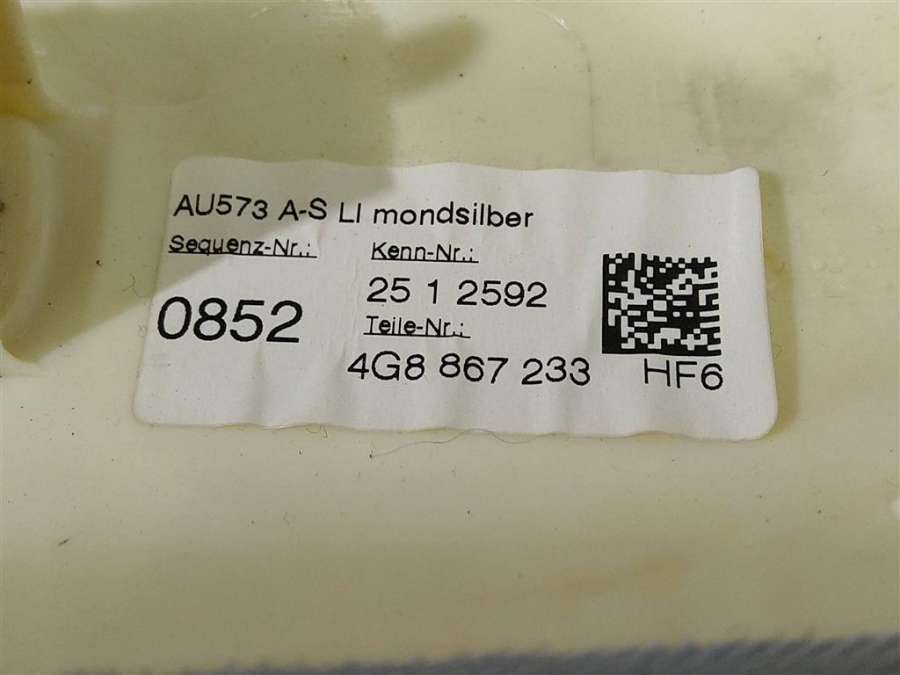 AU573 A-S LI mondsilber
Sequenz-Nr.: Kenn-Nr.:
0852 25 1 2592
Teile-Nr.:
4G8 867 233 HF6